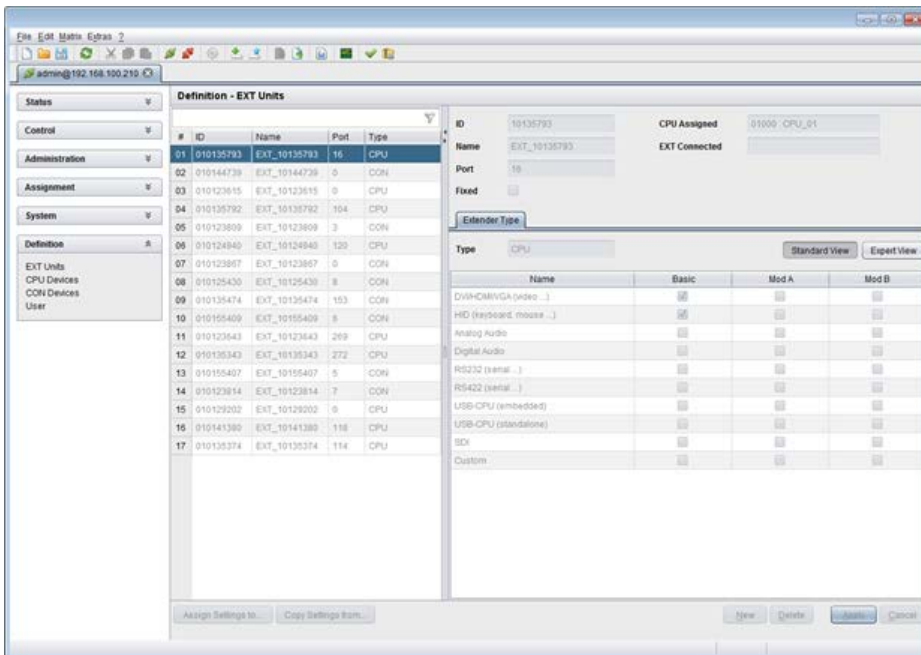 File Edit Matrix Extras ?
admin@192.168.100.210
Status
Control
Administration
Assignment
System
Definition
EXT Units
CPU Devices
CON Devices
User
Definition - EXT Units
# ID Name Port Type
01 010135793 EXT_10135793 16 CPU
02 010144739 EXT_10144739 0 CON
03 010123615 EXT_10123615 0 CPU
04 010135792 EXT_10135792 104 CPU
05 010123809 EXT_10123809 3 CON
06 010124940 EXT_10124940 120 CPU
07 010123867 EXT_10123867 0 CON
08 010125430 EXT_10125430 8 CON
09 010135474 EXT_10135474 153 CPU
10 010155409 EXT_10155409 6 CON
11 010123643 EXT_10123643 269 CPU
12 010135343 EXT_10135343 272 CPU
13 010155407 EXT_10155407 5 CON
14 010123814 EXT_10123814 7 CON
15 010129202 EXT_10129202 0 CPU
16 010141380 EXT_10141380 118 CPU
17 010135374 EXT_10135374 114 CPU
Assign Settings to... Copy Settings from...
ID 10135793 CPU Assigned 01000 CPU_01
Name EXT_10135793 EXT Connected
Port 16
Fixed
Extender Type
Type CPU Standard View Expert View
Name Basic Mod A Mod B
DVI/HDMI/VGA (video ...)
HID (keyboard, mouse ...)
Analog Audio
Digital Audio
RS232 (serial ...)
RS422 (serial ...)
USB-CPU (embedded)
USB-CPU (standalone)
SDI
Custom
New Delete Apply Cancel